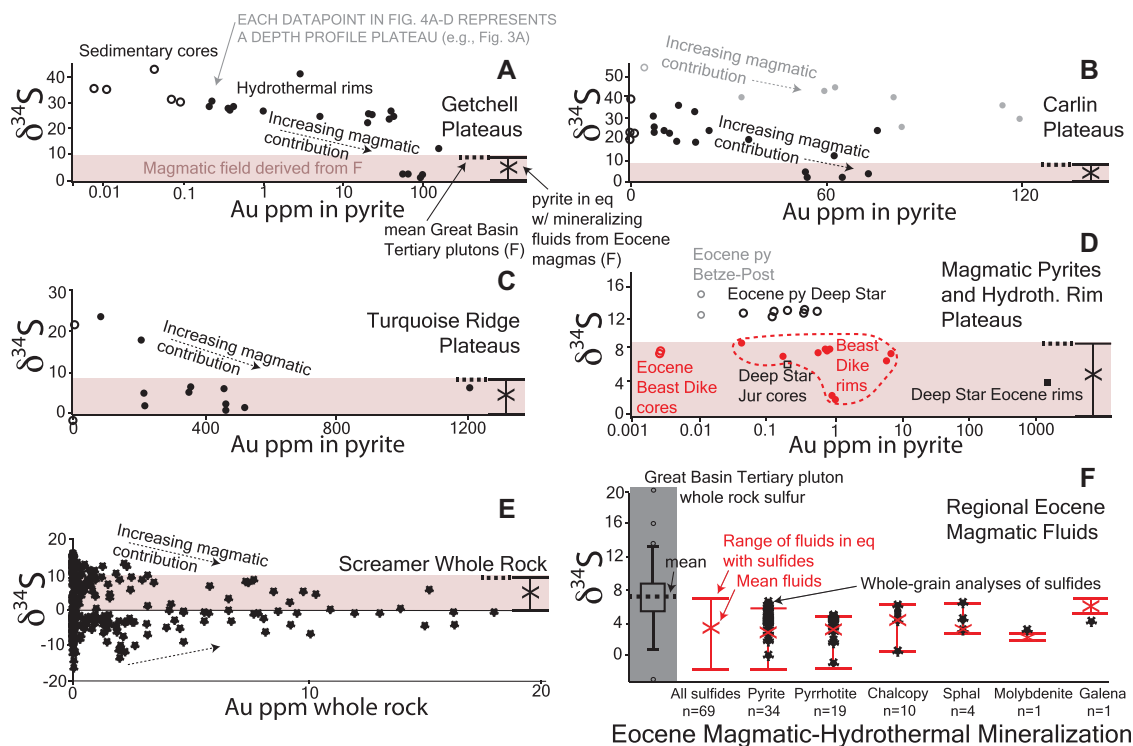 EACH DATAPOINT IN FIG. 4A-D REPRESENTS
A DEPTH PROFILE PLATEAU (e.g., Fig. 3A)
A
Sedimentary cores
Hydrothermal rims
Getchell
Plateaus
Increasing magmatic
contribution
Magmatic field derived from F
δ³⁴S
40
30
20
10
0
0.01
0.1
1
10
100
Au ppm in pyrite
mean Great Basin
Tertiary plutons (F)
pyrite in eq
w/ mineralizing
fluids from Eocene
magmas (F)
B
Increasing magmatic
contribution
Carlin
Plateaus
Increasing magmatic
contribution
δ³⁴S
50
40
30
20
10
0
0
60
120
Au ppm in pyrite
C
Turquoise Ridge
Plateaus
Increasing magmatic
contribution
δ³⁴S
30
20
10
0
0
400
800
1200
Au ppm in pyrite
D
Eocene py
Betze-Post
Magmatic Pyrites
and Hydroth. Rim
Plateaus
Eocene py Deep Star
Eocene
Beast Dike
cores
Beast
Dike
rims
Deep Star
Jur cores
Deep Star Eocene rims
δ³⁴S
16
12
8
4
0
0.001
0.01
0.1
1
10
100
1000
Au ppm in pyrite
E
Increasing magmatic
contribution
Screamer Whole Rock
δ³⁴S
20
10
0
-10
-20
0
10
20
Au ppm whole rock
F
Great Basin Tertiary pluton
whole rock sulfur
Regional Eocene
Magmatic Fluids
Range of fluids in eq
with sulfides
mean
Mean fluids
Whole-grain analyses of sulfides
δ³⁴S
20
16
12
8
4
0
All sulfides
n=69
Pyrite
n=34
Pyrrhotite
n=19
Chalcopy
n=10
Sphal
n=4
Molybdenite
n=1
Galena
n=1
Eocene Magmatic-Hydrothermal Mineralization